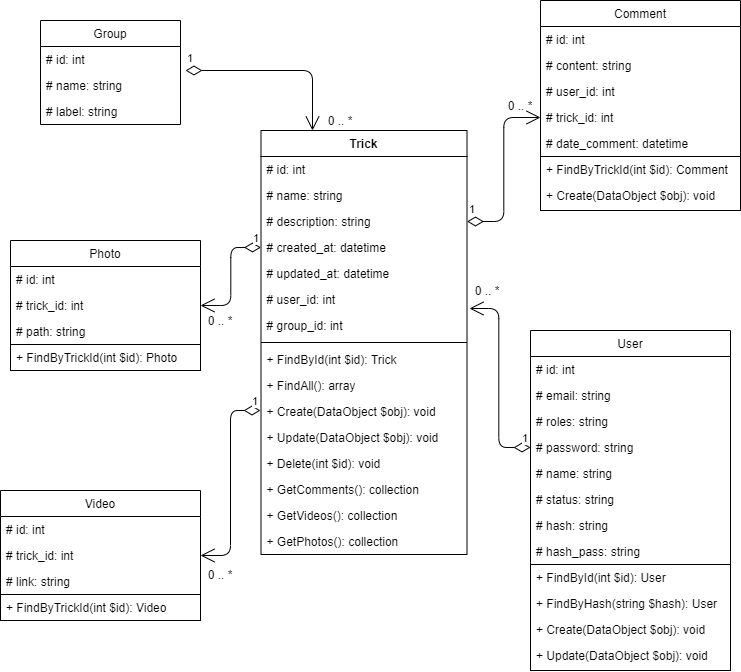 Group
# id: int
# name: string
# label: string
1
0 .. *
Comment
# id: int
# content: string
# user_id: int
# trick_id: int
# date_comment: datetime
+ FindByTrickId(int $id): Comment
+ Create(DataObject $obj): void
0 .. *
1
Trick
# id: int
# name: string
# description: string
# created_at: datetime
# updated_at: datetime
# user_id: int
# group_id: int
+ FindById(int $id): Trick
+ FindAll(): array
+ Create(DataObject $obj): void
+ Update(DataObject $obj): void
+ Delete(int $id): void
+ GetComments(): collection
+ GetVideos(): collection
+ GetPhotos(): collection
Photo
# id: int
# trick_id: int
# path: string
+ FindByTrickId(int $id): Photo
1
0 .. *
Video
# id: int
# trick_id: int
# link: string
+ FindByTrickId(int $id): Video
1
0 .. *
User
# id: int
# email: string
# roles: string
# password: string
# name: string
# status: string
# hash: string
# hash_pass: string
+ FindById(int $id): User
+ FindByHash(string $hash): User
+ Create(DataObject $obj): void
+ Update(DataObject $obj): void
0 .. *
1